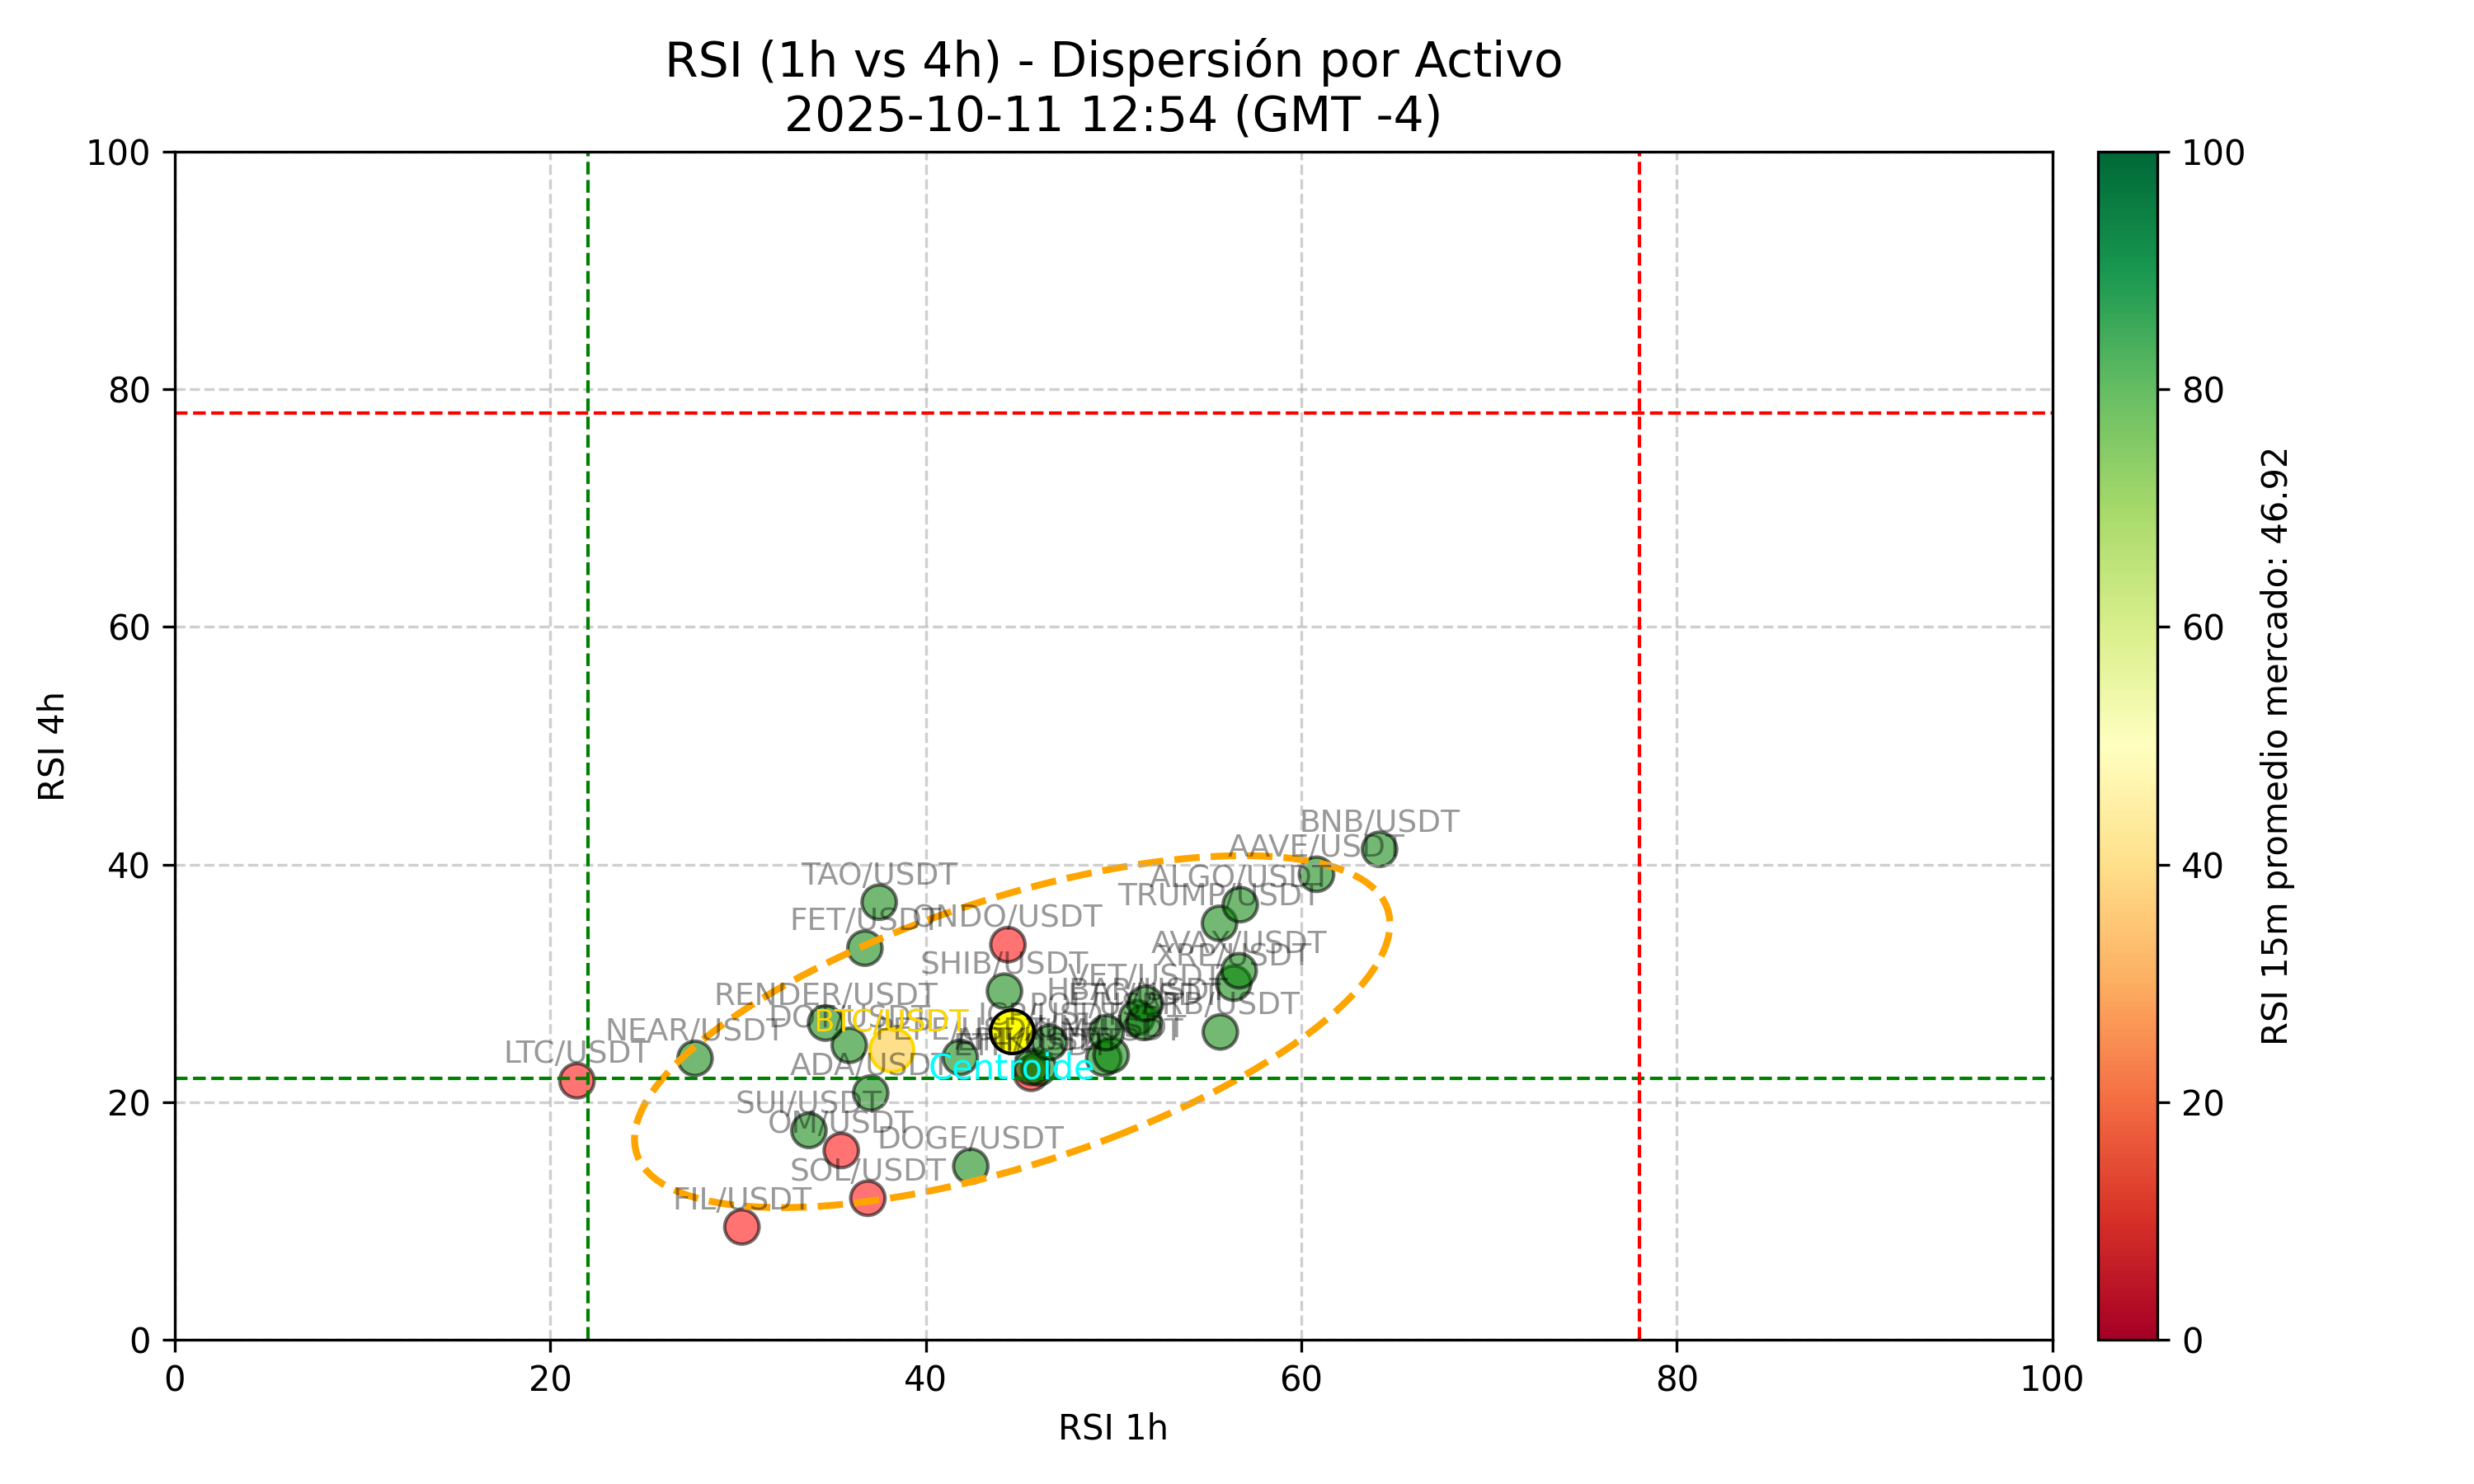 RSI (1h vs 4h) - Dispersión por Activo
2025-10-11 12:54 (GMT -4)
100
80
60
40
20
0
RSI 4h
0
20
40
60
80
100
RSI 1h
100
80
60
40
20
0
RSI 15m promedio mercado: 46.92
BNB/USDT
AAVE/USDT
TAO/USDT
ALGO/USDT
TRUMP/USDT
FET/USDT
ONDO/USDT
AVAX/USDT
XRP/USDT
SHIB/USDT
VET/USDT
HBAR/USDT
RENDER/USDT
BTC/USDT
NEAR/USDT
LTC/USDT
ADA/USDT
Centroide
SUI/USDT
OM/USDT
DOGE/USDT
SOL/USDT
FIL/USDT